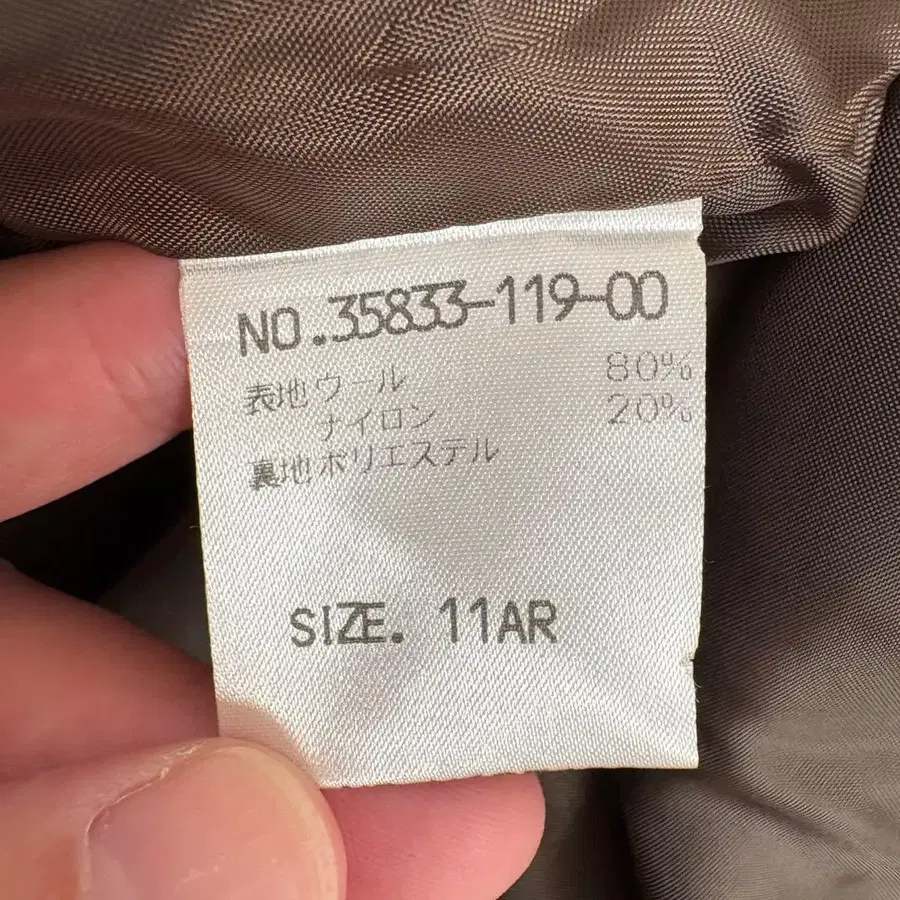 NO.35833-119-00
表地ウール 80%
ナイロン 20%
裏地ポリエステル
SIZE. 11AR